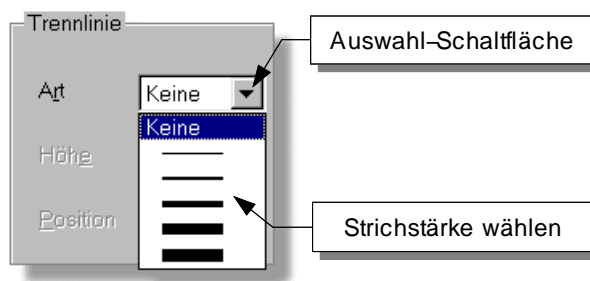 Trennlinie
Auswahl–Schaltfläche
Art
Keine
Keine
Höhe
Position
Strichstärke wählen